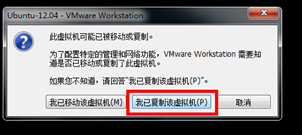 Ubuntu-12.04 - VMware Workstation
此虚拟机可能已被移动或复制。
为了配置特定的管理和网络功能，VMware Workstation 需要知
道是否已移动或复制了此虚拟机。
如果您不知道，请回答“我已复制该虚拟机(P)”。
我已移动该虚拟机(M) 我已复制该虚拟机(P) 取消